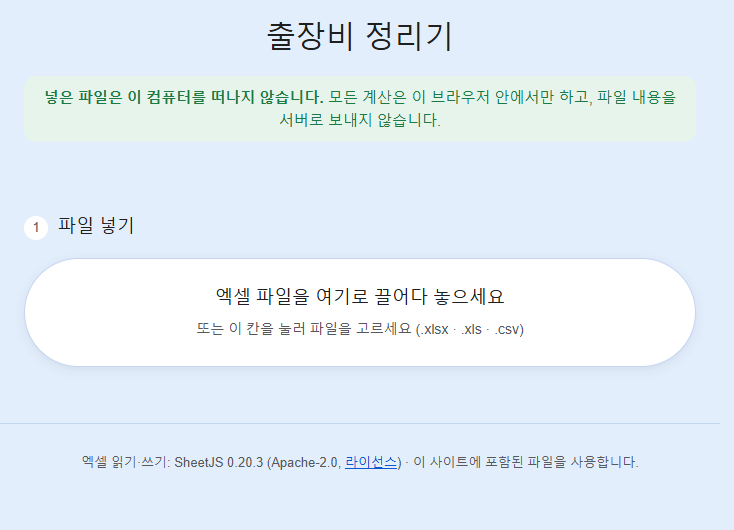 출장비 정리기
넣은 파일은 이 컴퓨터를 떠나지 않습니다. 모든 계산은 이 브라우저 안에서만 하고, 파일 내용을
서버로 보내지 않습니다.
1 파일 넣기
엑셀 파일을 여기로 끌어다 놓으세요
또는 이 칸을 눌러 파일을 고르세요 (.xlsx · .xls · .csv)
엑셀 읽기·쓰기: SheetJS 0.20.3 (Apache-2.0, 라이선스) · 이 사이트에 포함된 파일을 사용합니다.